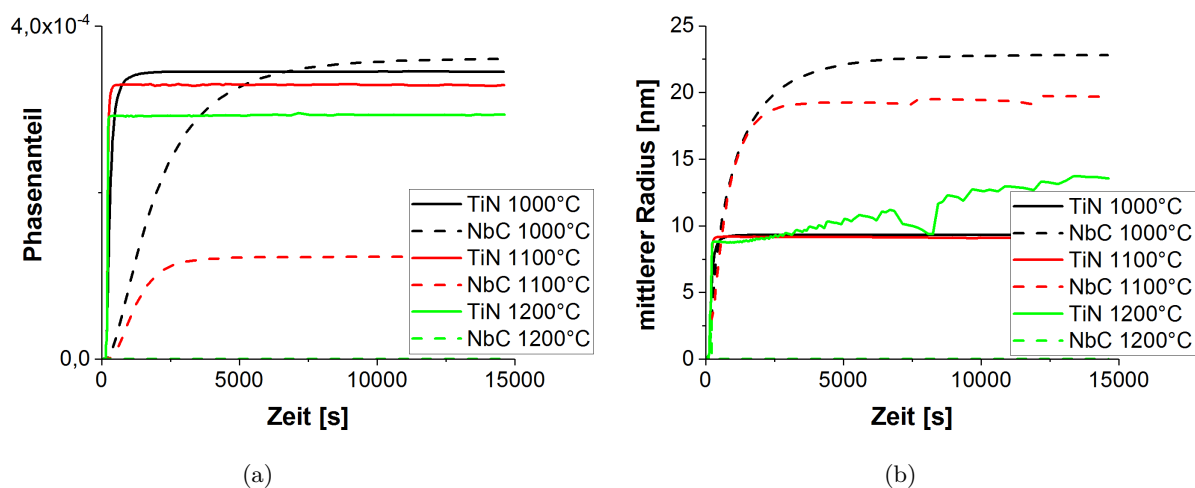 4,0x10-4
0,0
Phasenanteil
TiN 1000°C
NbC 1000°C
TiN 1100°C
NbC 1100°C
TiN 1200°C
NbC 1200°C
0 5000 10000 15000
Zeit [s]
(a)
25
20
15
10
5
0
mittlerer Radius [nm]
TiN 1000°C
NbC 1000°C
TiN 1100°C
NbC 1100°C
TiN 1200°C
NbC 1200°C
0 5000 10000 15000
Zeit [s]
(b)